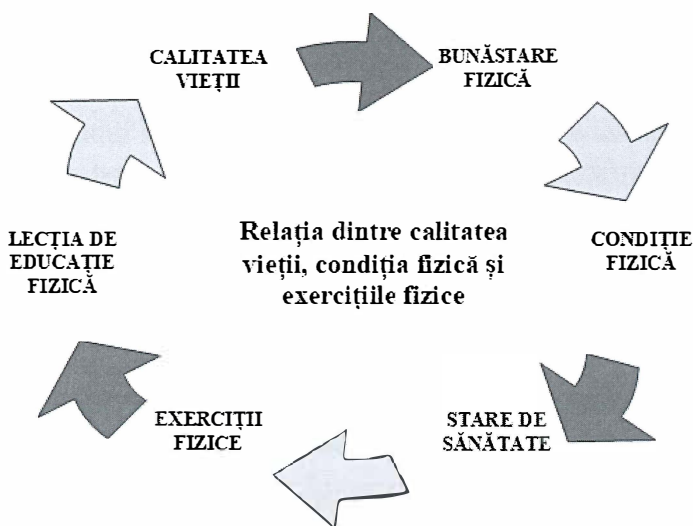 CALITATEA
VIEȚII
BUNĂSTARE
FIZICĂ
LECȚIA DE
EDUCAȚIE
FIZICĂ
Relația dintre calitatea
vieții, condiția fizică și
exercițiile fizice
CONDIȚIE
FIZICĂ
EXERCIȚII
FIZICE
STARE DE
SĂNĂTATE